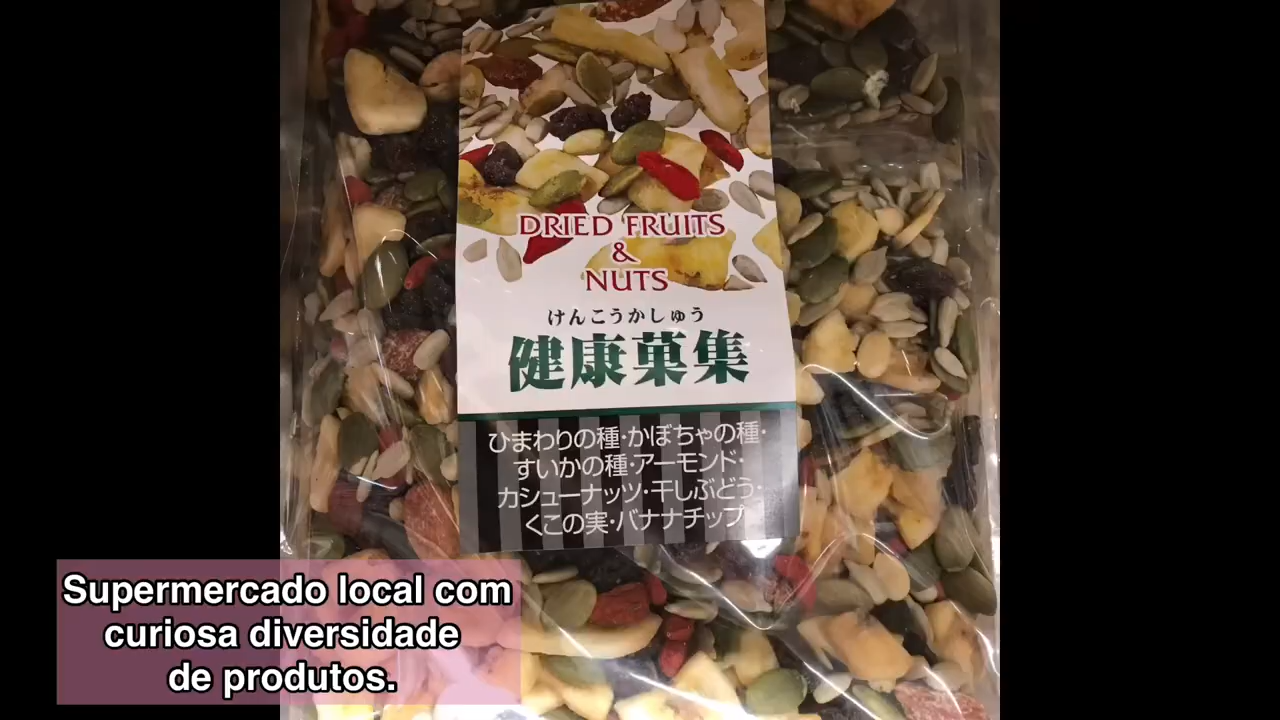 DRIED FRUITS
&
NUTS
けんこうかしゅう
健康菓集
ひまわりの種・かぼちゃの種・
すいかの種・アーモンド・
カシューナッツ・干しぶどう・
くこの実・バナナチップ
Supermercado local com
curiosa diversidade
de produtos.